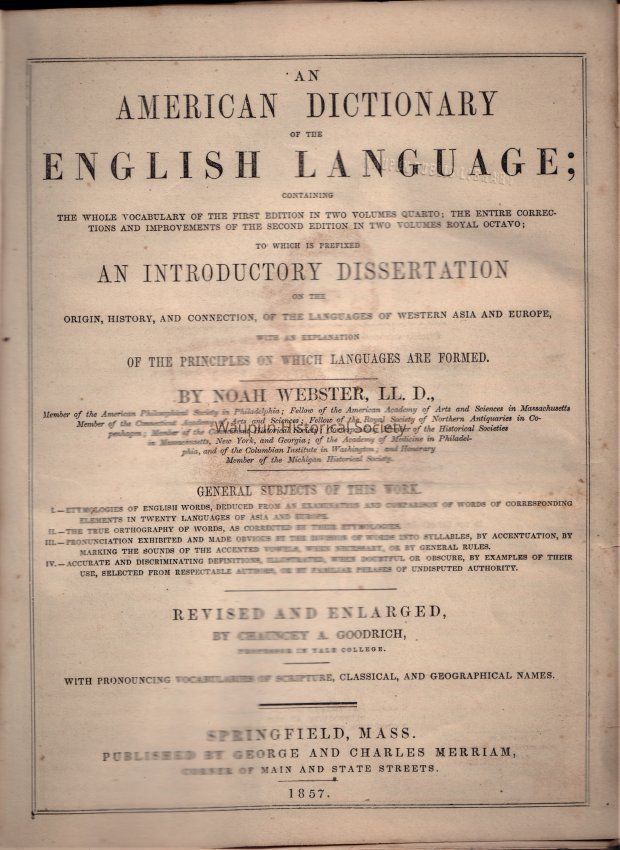 AN
AMERICAN DICTIONARY
OF THE
ENGLISH LANGUAGE;
CONTAINING
THE WHOLE VOCABULARY OF THE FIRST EDITION IN TWO VOLUMES QUARTO; THE ENTIRE CORREC-
TIONS AND IMPROVEMENTS OF THE SECOND EDITION IN TWO VOLUMES ROYAL OCTAVO;
TO WHICH IS PREFIXED
AN INTRODUCTORY DISSERTATION
ON THE
ORIGIN, HISTORY, AND CONNECTION, OF THE LANGUAGES OF WESTERN ASIA AND EUROPE,
WITH AN EXPLANATION
OF THE PRINCIPLES ON WHICH LANGUAGES ARE FORMED.
BY NOAH WEBSTER, LL. D.,
Member of the American Philosophical Society in Philadelphia; Fellow of the American Academy of Arts and Sciences in Massachusetts
Member of the Connecticut Academy of Arts and Sciences; Fellow of the Royal Society of Northern Antiquaries in Co-
Waupun Historical Society
penhagen; Member of the Connecticut Historical Society; Corresponding Member of the Historical Societies
in Massachusetts, New York, and Georgia; of the Academy of Medicine in Philadel-
phia, and of the Columbian Institute in Washington; and Honorary
Member of the Michigan Historical Society.
GENERAL SUBJECTS OF THIS WORK.
I.—ETYMOLOGIES OF ENGLISH WORDS, DEDUCED FROM AN EXAMINATION AND COMPARISON OF WORDS OF CORRESPONDING
ELEMENTS IN TWENTY LANGUAGES OF ASIA AND EUROPE.
II.—THE TRUE ORTHOGRAPHY OF WORDS, AS CORRECTED BY THEIR ETYMOLOGIES.
III.—PRONUNCIATION EXHIBITED AND MADE OBVIOUS BY THE DIVISION OF WORDS INTO SYLLABLES, BY ACCENTUATION, BY
MARKING THE SOUNDS OF THE ACCENTED VOWELS, WHEN NECESSARY, OR BY GENERAL RULES.
IV.—ACCURATE AND DISCRIMINATING DEFINITIONS, ILLUSTRATED, WHEN DOUBTFUL OR OBSCURE, BY EXAMPLES OF THEIR
USE, SELECTED FROM RESPECTABLE AUTHORS, OR BY FAMILIAR PHRASES OF UNDISPUTED AUTHORITY.
REVISED AND ENLARGED,
BY CHAUNCEY A. GOODRICH,
PROFESSOR IN YALE COLLEGE.
WITH PRONOUNCING VOCABULARIES OF SCRIPTURE, CLASSICAL, AND GEOGRAPHICAL NAMES.
SPRINGFIELD, MASS.
PUBLISHED BY GEORGE AND CHARLES MERRIAM,
CORNER OF MAIN AND STATE STREETS.
1857.